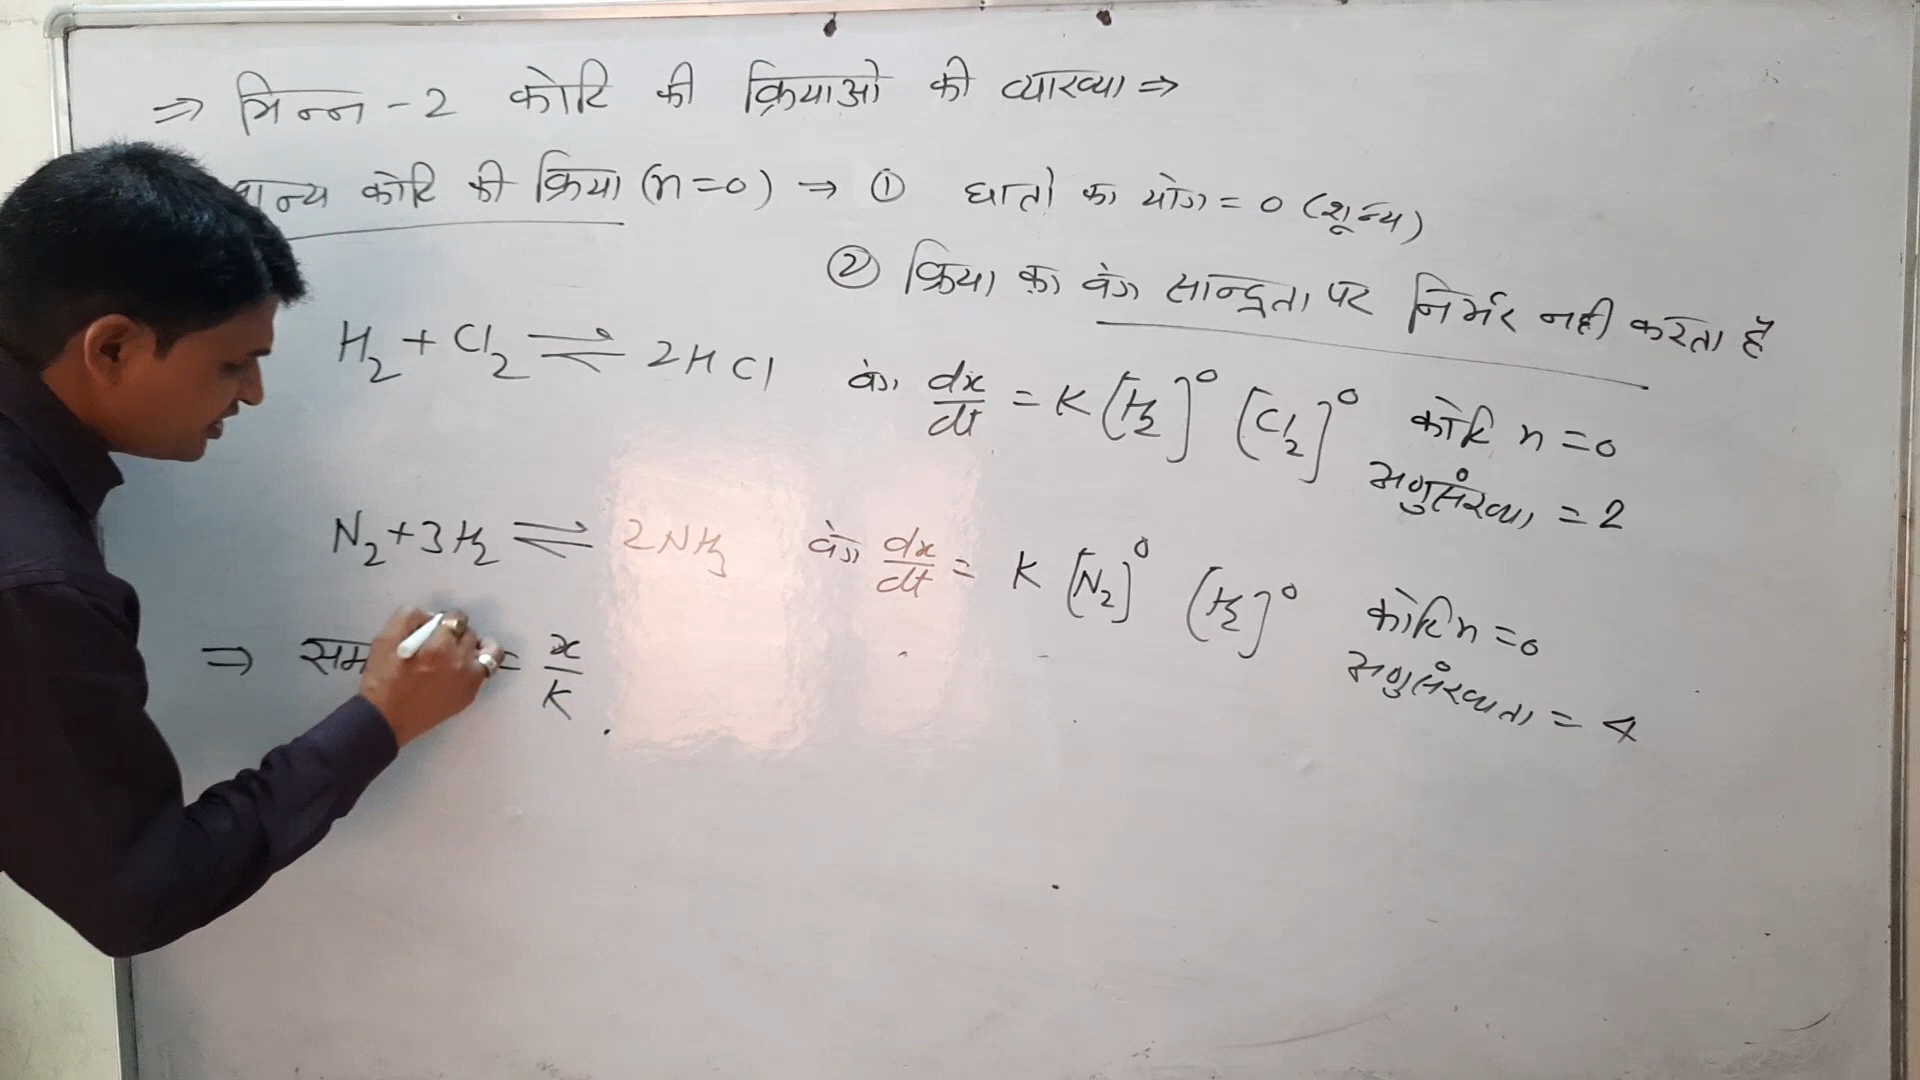 ⇒ भिन्न-2 कोटि की क्रियाओ की व्याख्या ⇒
कोटि की क्रिया (n=0) → ① घातो का योग = 0 (शून्य)
② क्रिया का वेग सान्द्रता पर निर्भर नही करता है
H₂ + Cl₂ ⇌ 2HCl वेग dx/dt = K [H₂]⁰ [Cl₂]⁰ कोटि n=0
अणुसंख्या = 2
N₂+3H₂ ⇌ 2NH₃ वेग dx/dt = K [N₂]⁰ [H₂]⁰ कोटि n=0
अणुसंख्यता = 4
⇒ = x/K